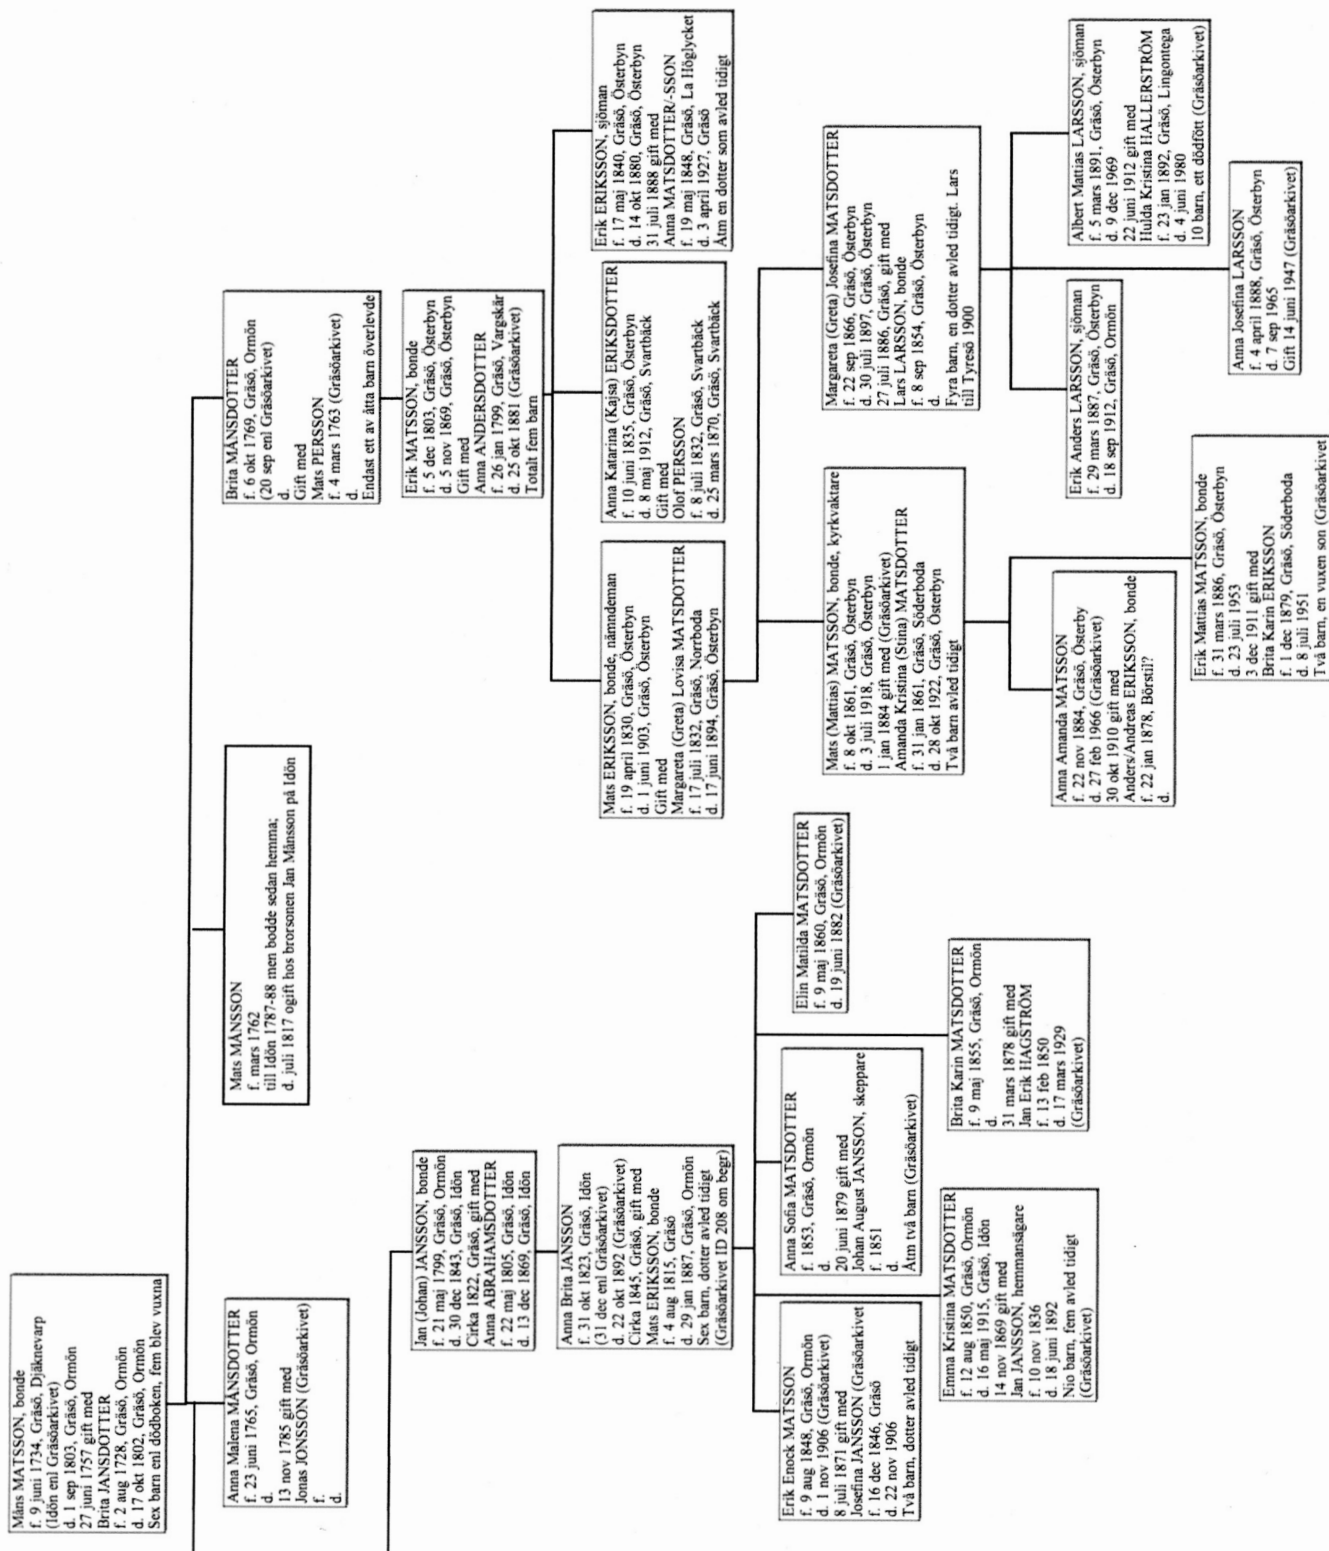 Måns MATSSON, bonde
f. 9 juni 1734, Gräsö, Djäknevarp
(Idön enl Gräsöarkivet)
d. 1 sep 1803, Gräsö, Ormön
27 juni 1757 gift med
Brita JANSDOTTER
f. 2 aug 1728, Gräsö, Ormön
d. 17 okt 1802, Gräsö, Ormön
Sex barn enl dödboken, fem blev vuxna
Anna Malena MÅNSDOTTER
f. 23 juni 1765, Gräsö, Ormön
d.
13 nov 1785 gift med
Jonas JONSSON (Gräsöarkivet)
f.
d.
Mats MÅNSSON
f. mars 1762
till Idön 1787-88 men bodde sedan hemma;
d. juli 1817 ogift hos brorsonen Jan Månsson på Idön
Brita MÅNSDOTTER
f. 6 okt 1769, Gräsö, Ormön
(20 sep enl Gräsöarkivet)
d.
Gift med
Mats PERSSON
f. 4 mars 1763 (Gräsöarkivet)
d.
Endast ett av åtta barn överlevde
Jan (Johan) JANSSON, bonde
f. 21 maj 1799, Gräsö, Ormön
d. 30 dec 1843, Gräsö, Idön
Cirka 1822, Gräsö, gift med
Anna ABRAHAMSDOTTER
f. 22 maj 1805, Gräsö, Idön
d. 13 dec 1869, Gräsö, Idön
Erik MATSSON, bonde
f. 5 dec 1803, Gräsö, Österbyn
d. 5 nov 1869, Gräsö, Österbyn
Gift med
Anna ANDERSDOTTER
f. 26 jan 1799, Gräsö, Vargskär
d. 25 okt 1881 (Gräsöarkivet)
Totalt fem barn
Anna Brita JANSSON
f. 31 okt 1823, Gräsö, Idön
(31 dec enl Gräsöarkivet)
d. 22 okt 1892 (Gräsöarkivet)
Cirka 1845, Gräsö, gift med
Mats ERIKSSON, bonde
f. 4 aug 1815, Gräsö
d. 29 jan 1887, Gräsö, Ormön
Sex barn, dotter avled tidigt
(Gräsöarkivet ID 208 om begr)
Mats ERIKSSON, bonde, nämndeman
f. 19 april 1830, Gräsö, Österbyn
d. 1 juni 1903, Gräsö, Österbyn
Gift med
Margareta (Greta) Lovisa MATSDOTTER
f. 17 juli 1832, Gräsö, Norrboda
d. 17 juni 1894, Gräsö, Österbyn
Anna Katarina (Kajsa) ERIKSDOTTER
f. 10 juni 1835, Gräsö, Österbyn
d. 8 maj 1912, Gräsö, Svartbäck
Gift med
Olof PERSSON
f. 8 juli 1832, Gräsö, Svartbäck
d. 25 mars 1870, Gräsö, Svartbäck
Erik ERIKSSON, sjöman
f. 17 maj 1840, Gräsö, Österbyn
d. 14 okt 1880, Gräsö, Österbyn
31 juli 1888 gift med
Anna MATSDOTTER/-SSON
f. 19 maj 1848, Gräsö, La Höglycket
d. 3 april 1927, Gräsö
Åtm en dotter som avled tidigt
Erik Enock MATSSON
f. 9 aug 1848, Gräsö, Ormön
d. 1 nov 1906 (Gräsöarkivet)
8 juli 1871 gift med
Josefina JANSSON (Gräsöarkivet)
f. 16 dec 1846, Gräsö
d. 22 nov 1906
Två barn, dotter avled tidigt
Anna Sofia MATSDOTTER
f. 1853, Gräsö, Ormön
d.
20 juni 1879 gift med
Johan August JANSSON, skeppare
f. 1851
d.
Åtm två barn (Gräsöarkivet)
Elin Matilda MATSDOTTER
f. 9 maj 1860, Gräsö, Ormön
d. 19 juni 1882 (Gräsöarkivet)
Mats (Mattias) MATSSON, bonde, kyrkvaktare
f. 8 okt 1861, Gräsö, Österbyn
d. 3 juli 1918, Gräsö, Österbyn
1 jan 1884 gift med (Gräsöarkivet)
Amanda Kristina (Stina) MATSDOTTER
f. 31 jan 1861, Gräsö, Söderboda
d. 28 okt 1922, Gräsö, Österbyn
Två barn avled tidigt
Margareta (Greta) Josefina MATSDOTTER
f. 22 sep 1866, Gräsö, Österbyn
d. 30 juli 1897, Gräsö, Österbyn
27 juli 1886, Gräsö, gift med
Lars LARSSON, bonde
f. 8 sep 1854, Gräsö, Österbyn
d.
Fyra barn, en dotter avled tidigt. Lars
till Tyresö 1900
Emma Kristina MATSDOTTER
f. 12 aug 1850, Gräsö, Ormön
d. 16 maj 1915, Gräsö, Idön
14 nov 1869 gift med
Jan JANSSON, hemmansägare
f. 10 nov 1836
d. 18 juni 1892
Nio barn, fem avled tidigt
(Gräsöarkivet)
Brita Karin MATSDOTTER
f. 9 maj 1855, Gräsö, Ormön
d.
31 mars 1878 gift med
Jan Erik HAGSTRÖM
f. 13 feb 1850
d. 17 mars 1929
(Gräsöarkivet)
Anna Amanda MATSSON
f. 22 nov 1884, Gräsö, Österby
d. 27 feb 1966 (Gräsöarkivet)
30 okt 1910 gift med
Anders/Andreas ERIKSSON, bonde
f. 22 jan 1878, Börstil?
d.
Erik Anders LARSSON, sjöman
f. 29 mars 1887, Gräsö, Österbyn
d. 18 sep 1912, Gräsö, Ormön
Albert Mattias LARSSON, sjöman
f. 5 mars 1891, Gräsö, Österbyn
d. 9 dec 1969
22 juni 1912 gift med
Hulda Kristina HALLERSTRÖM
f. 23 jan 1892, Gräsö, Lingontega
d. 4 juni 1980
10 barn, ett dödfött (Gräsöarkivet)
Erik Mattias MATSSON, bonde
f. 31 mars 1886, Gräsö, Österbyn
d. 23 juli 1953
3 dec 1911 gift med
Brita Karin ERIKSSON
f. 1 dec 1879, Gräsö, Söderboda
d. 8 juli 1951
Två barn, en vuxen son (Gräsöarkivet
Anna Josefina LARSSON
f. 4 april 1888, Gräsö, Österbyn
d. 7 sep 1965
Gift 14 juni 1947 (Gräsöarkivet)